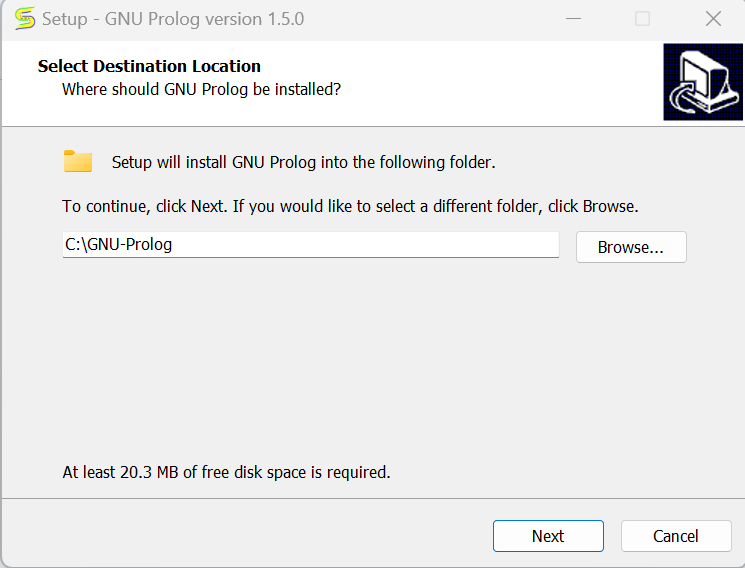 Setup - GNU Prolog version 1.5.0
Select Destination Location
Where should GNU Prolog be installed?
Setup will install GNU Prolog into the following folder.
To continue, click Next. If you would like to select a different folder, click Browse.
C:\GNU-Prolog
Browse...
At least 20.3 MB of free disk space is required.
Next
Cancel